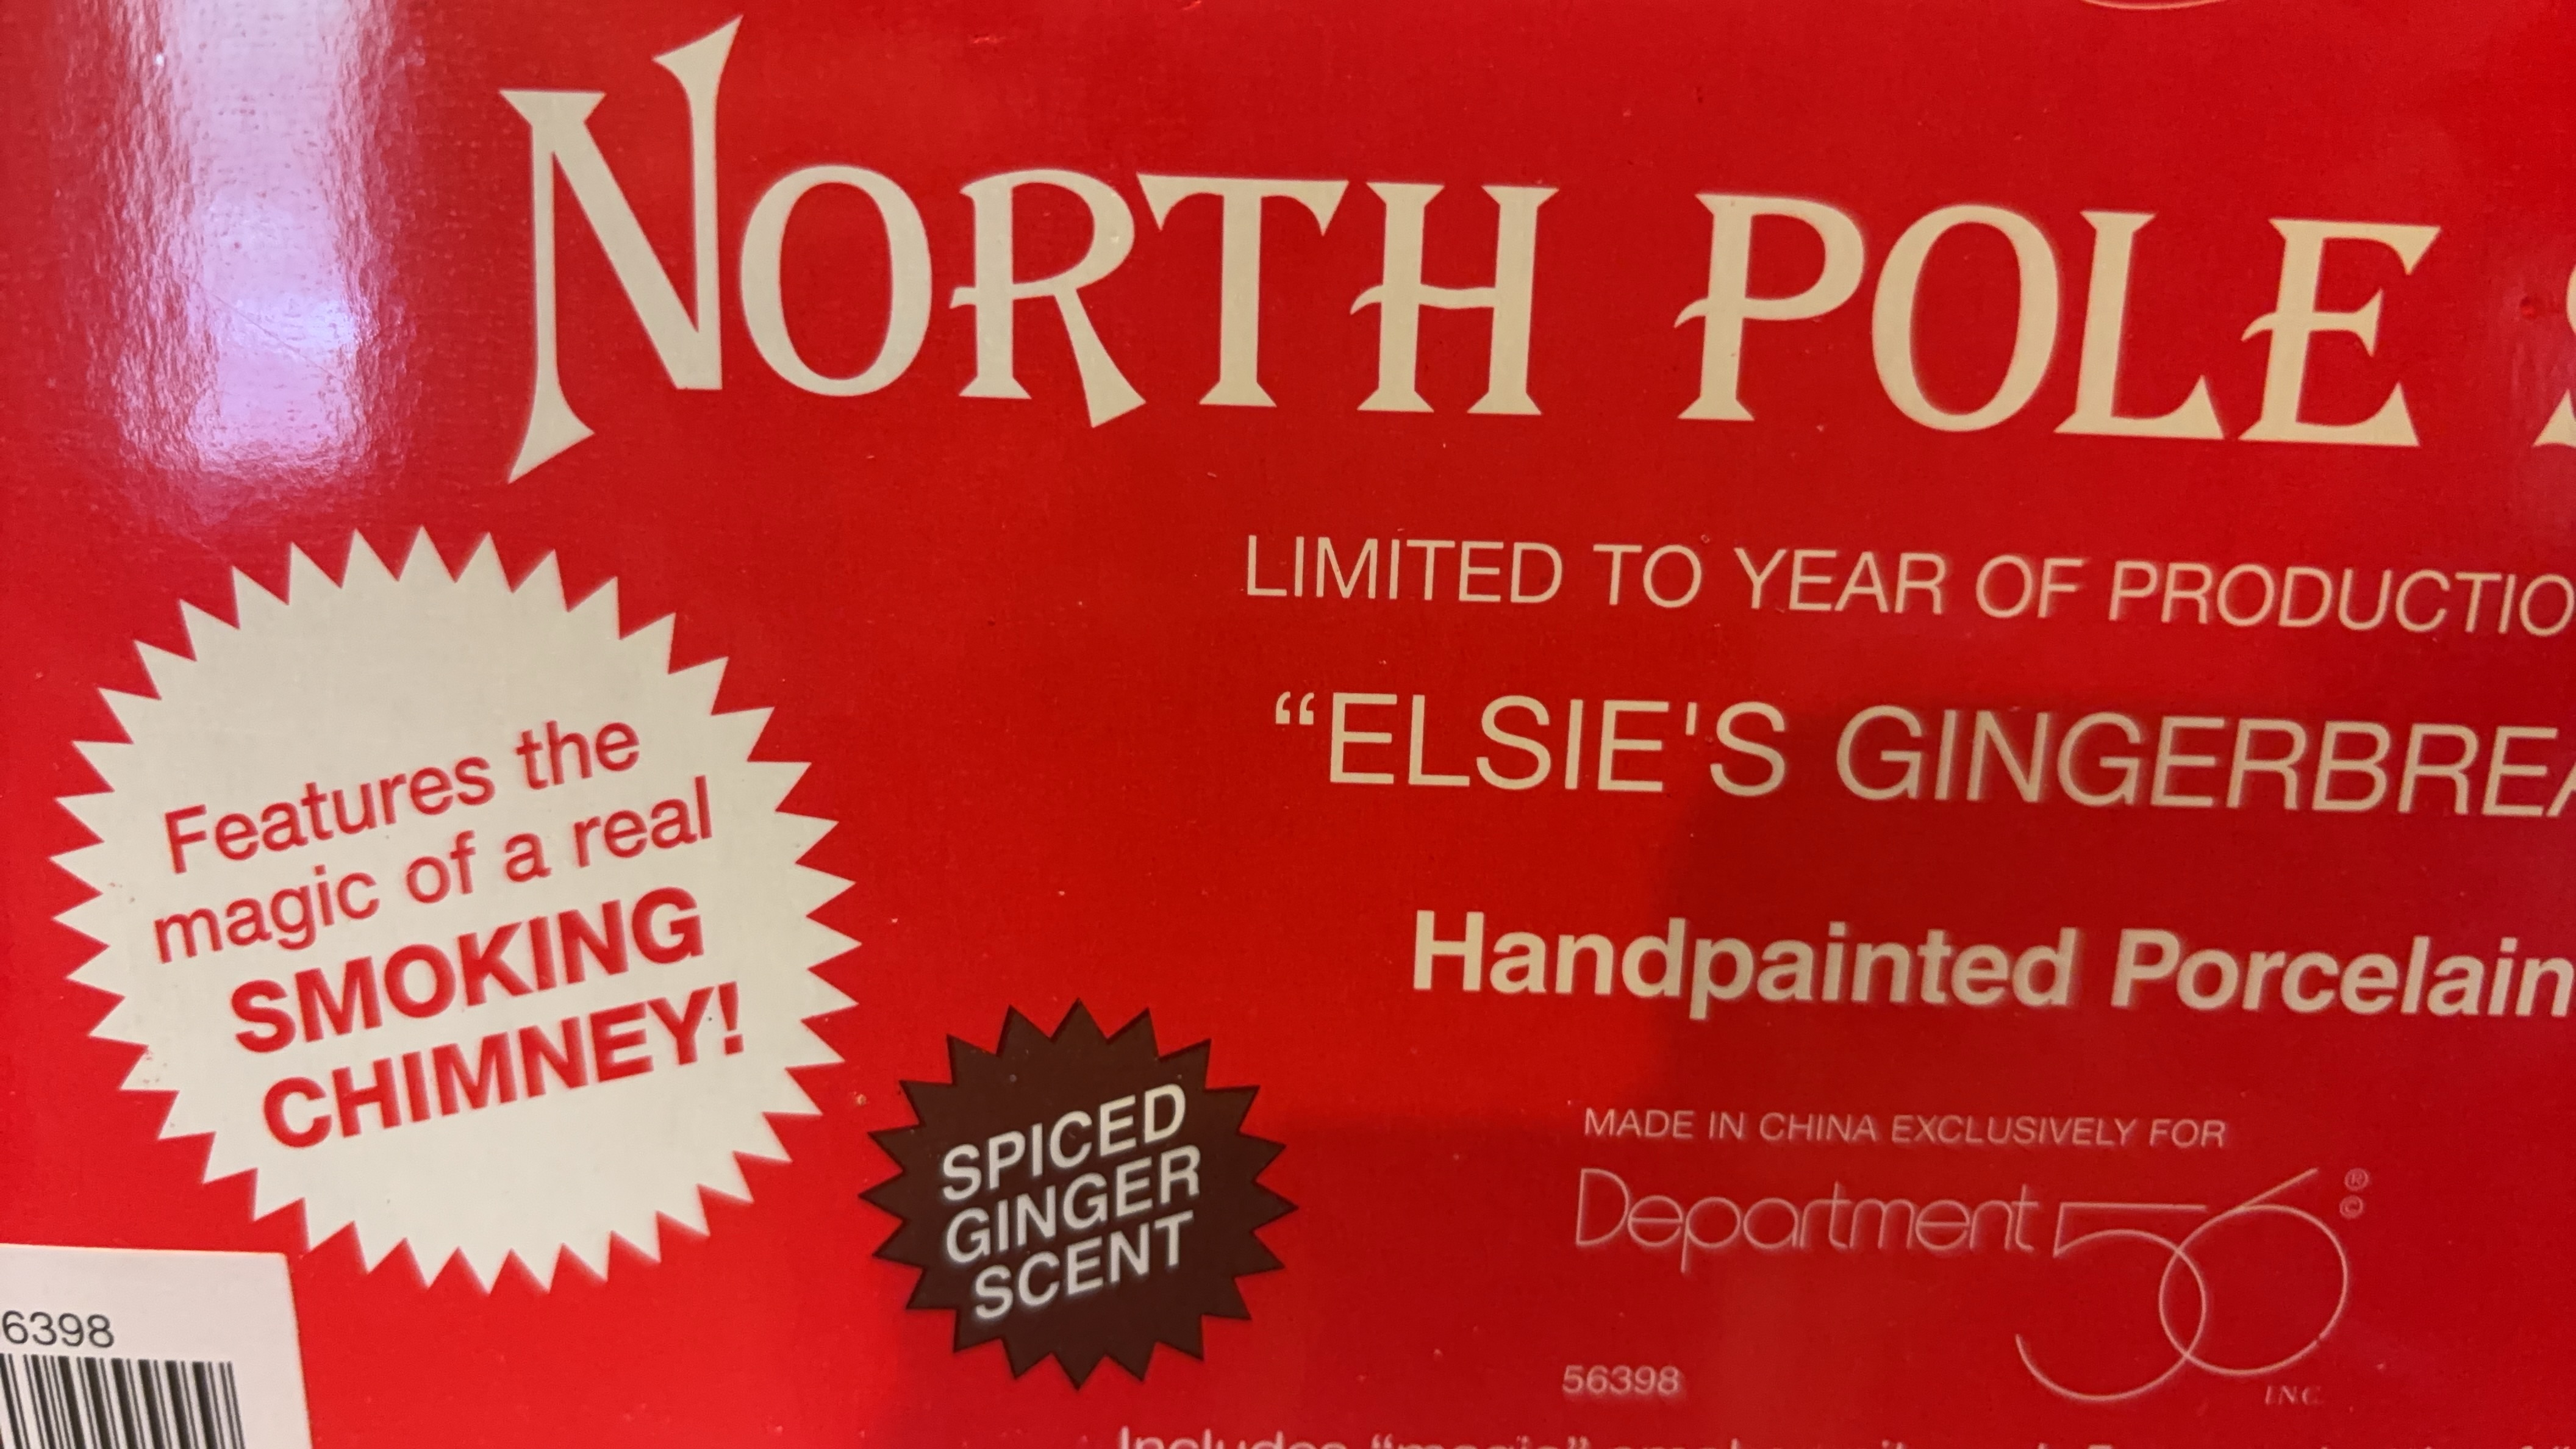 NORTH POLE
LIMITED TO YEAR OF PRODUCTIO
“ELSIE'S GINGERBREA
Handpainted Porcelain
Features the
magic of a real
SMOKING
CHIMNEY!
SPICED
GINGER
SCENT
MADE IN CHINA EXCLUSIVELY FOR
Department 56 ® ©
INC.
56398
6398